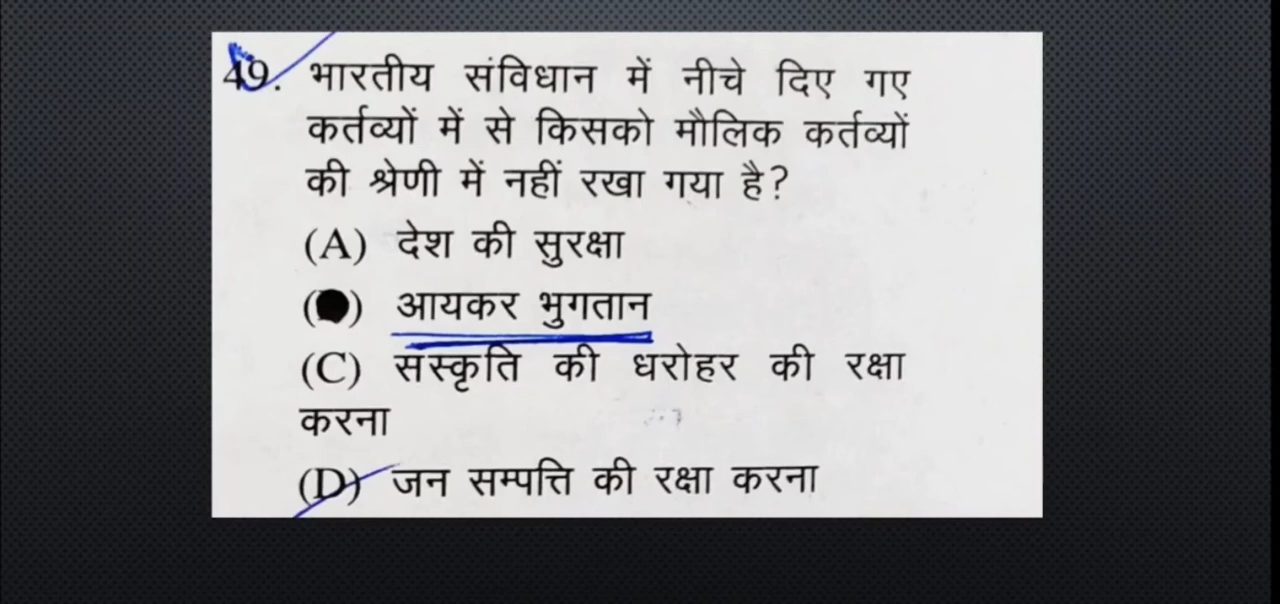 49. भारतीय संविधान में नीचे दिए गए
कर्तव्यों में से किसको मौलिक कर्तव्यों
की श्रेणी में नहीं रखा गया है?
(A) देश की सुरक्षा
( ) आयकर भुगतान
(C) संस्कृति की धरोहर की रक्षा
करना
(D) जन सम्पत्ति की रक्षा करना